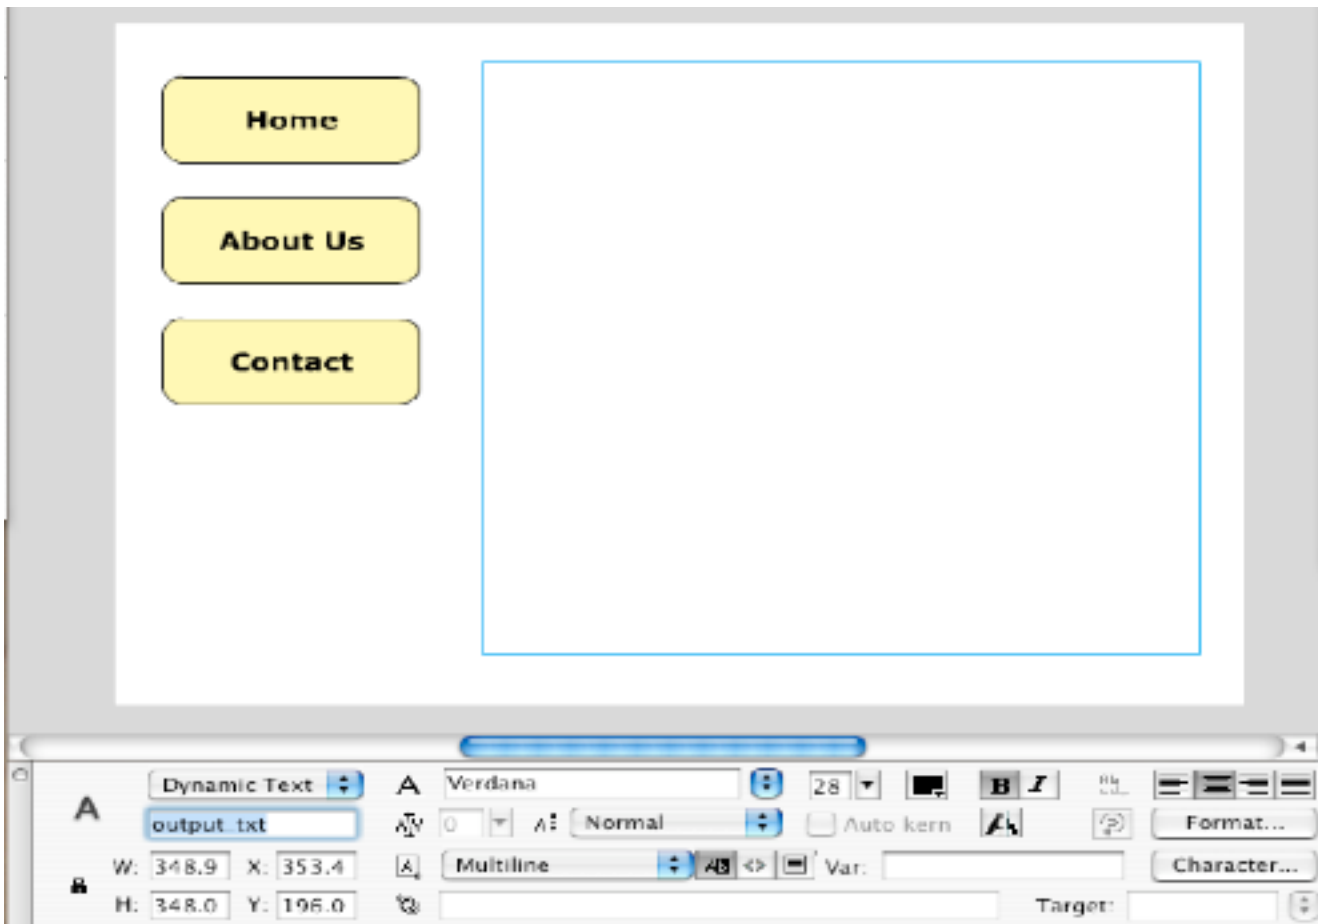 Home
About Us
Contact
Dynamic Text A Verdana 28 B I
A
output_txt 0 Normal Auto kern Format...
W: 348.9 X: 353.4 Multiline AB <> Var: Character...
H: 348.0 Y: 196.0 Target: